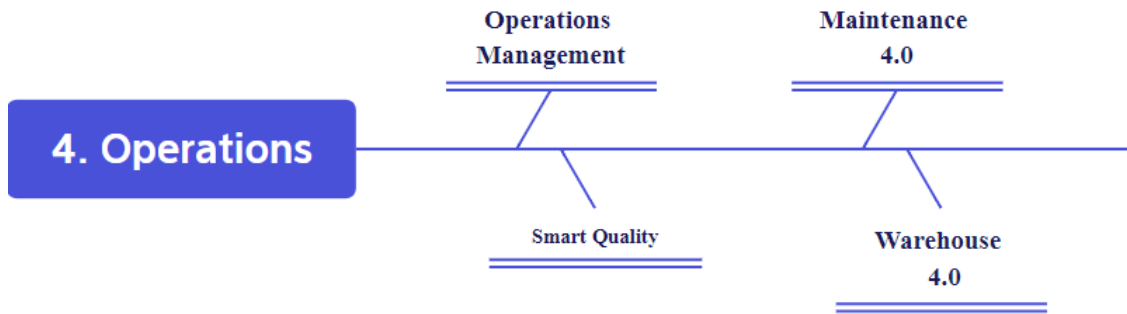 Operations
Management
Maintenance
4.0
4. Operations
Smart Quality
Warehouse
4.0